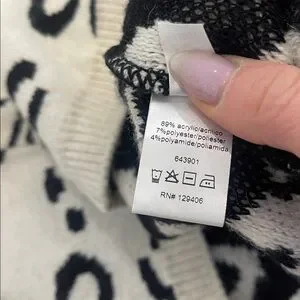 89% acrylic/acrilico
7%polyester/poliester
4%polyamide/poliamida
643901
RN# 129406